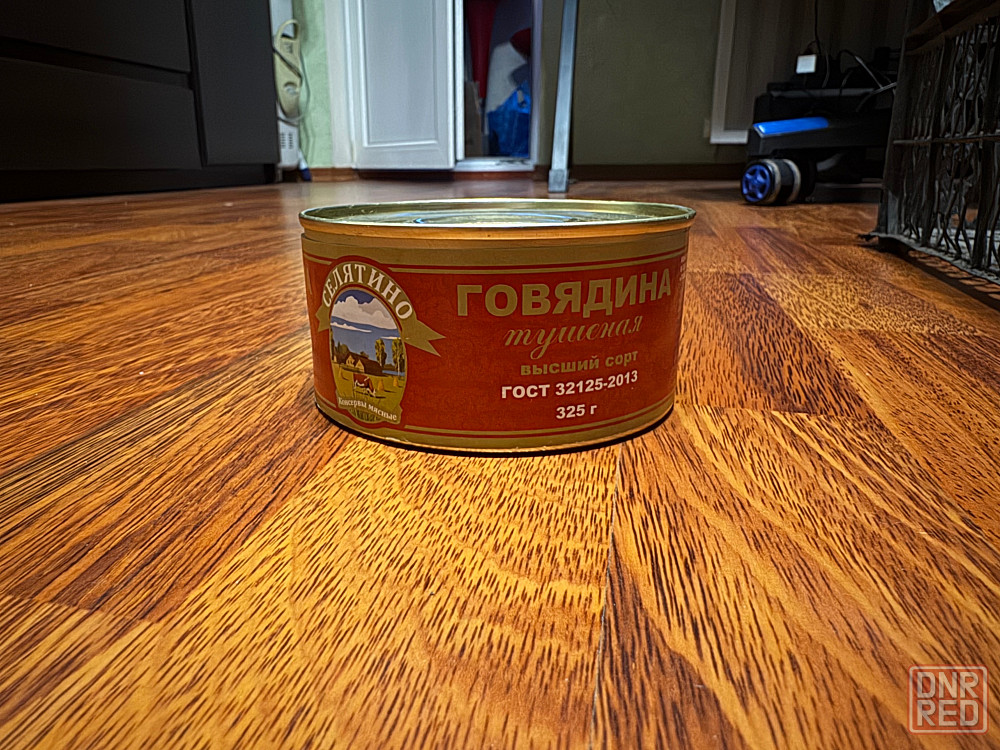 СЕЛЯТИНО
Консервы мясные
ГОВЯДИНА
тушеная
высший сорт
ГОСТ 32125-2013
325 г
DNR
RED